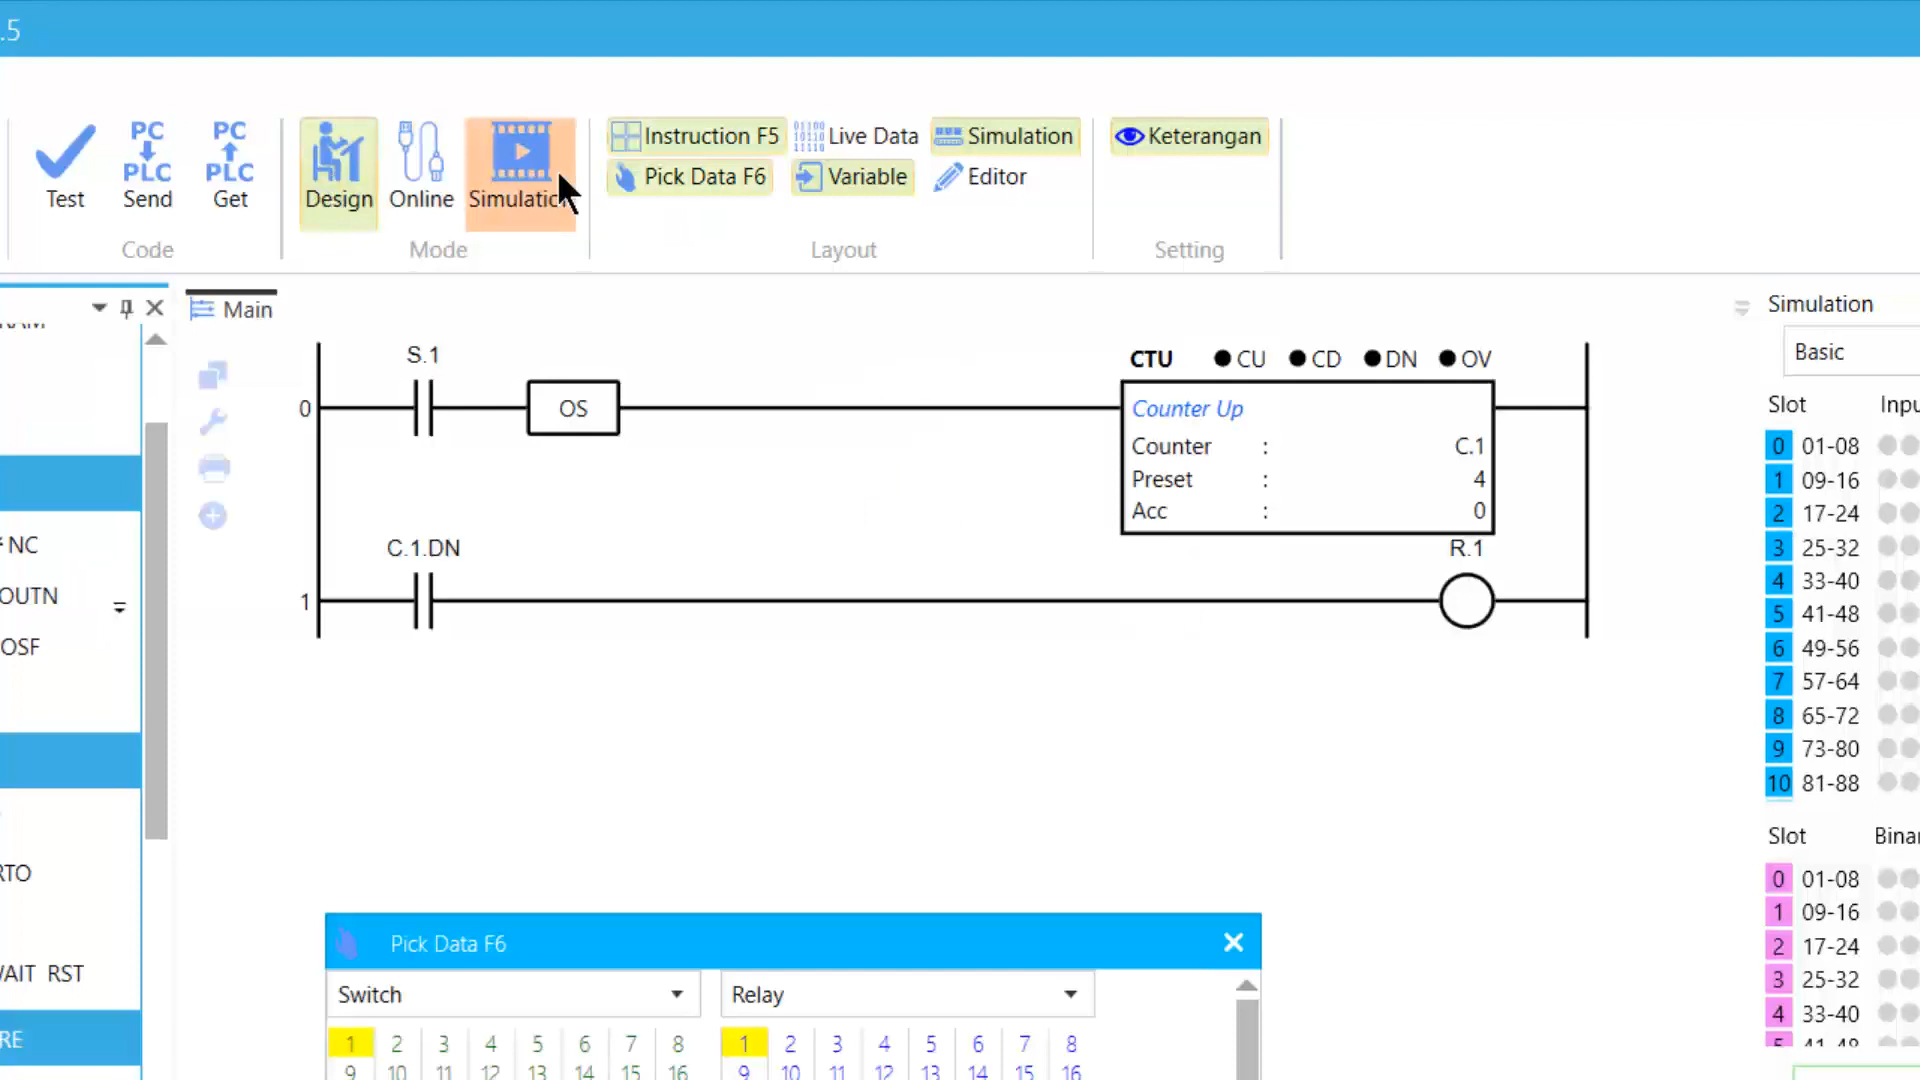 .5
PC PLC
PC PLC
Test Send Get
Code
Design Online Simulation
Mode
Instruction F5 Live Data Simulation
Pick Data F6 Variable Editor
Layout
Keterangan
Setting
Main
NC
OUTN
OSF
RTO
RST
S.1
0
OS
CTU CU CD DN OV
Counter Up
Counter : C.1
Preset : 4
Acc : 0
C.1.DN
R.1
1
Simulation
Basic
Slot
0 01-08
1 09-16
2 17-24
3 25-32
4 33-40
5 41-48
6 49-56
7 57-64
8 65-72
9 73-80
10 81-88
Slot
0 01-08
1 09-16
2 17-24
3 25-32
4 33-40
Pick Data F6
Switch Relay
1 2 3 4 5 6 7 8 1 2 3 4 5 6 7 8
9 10 11 12 13 14 15 16 9 10 11 12 13 14 15 16